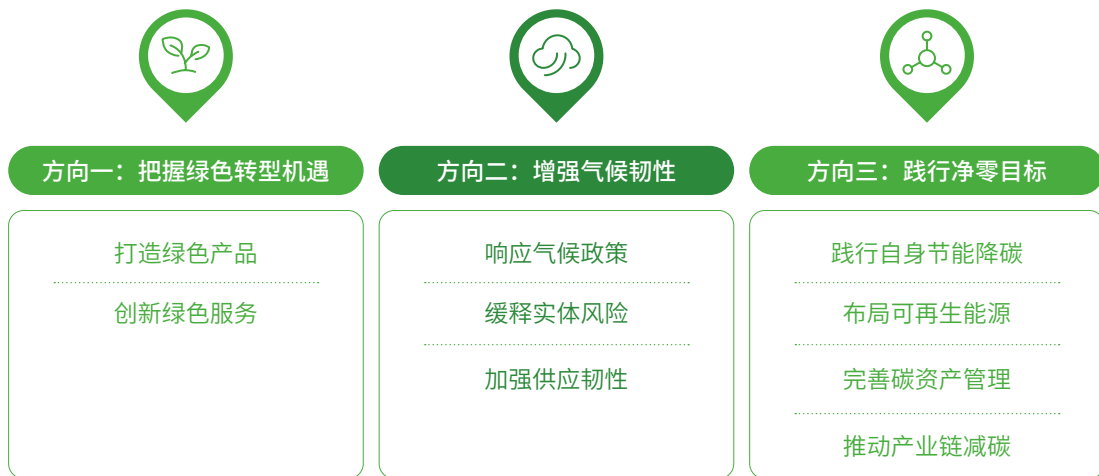 方向一：把握绿色转型机遇
打造绿色产品
创新绿色服务
方向二：增强气候韧性
响应气候政策
缓释实体风险
加强供应韧性
方向三：践行净零目标
践行自身节能降碳
布局可再生能源
完善碳资产管理
推动产业链减碳